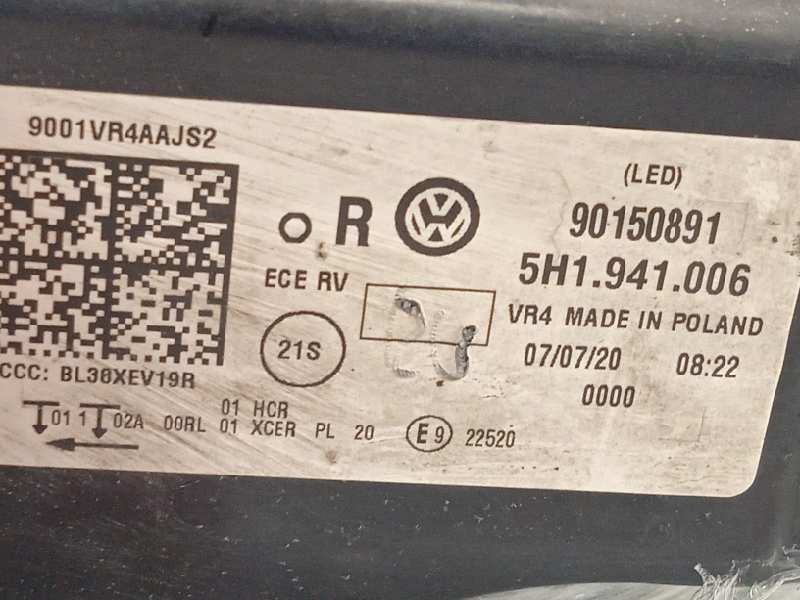 9001VR4AAJS2
(LED)
R
90150891
5H1.941.006
ECE RV
VR4 MADE IN POLAND
21S
07/07/20 08:22
0000
CCC: BL30XEV19R
01 HCR
01 1 02A 00RL 01 XCER PL 20 E9 22520